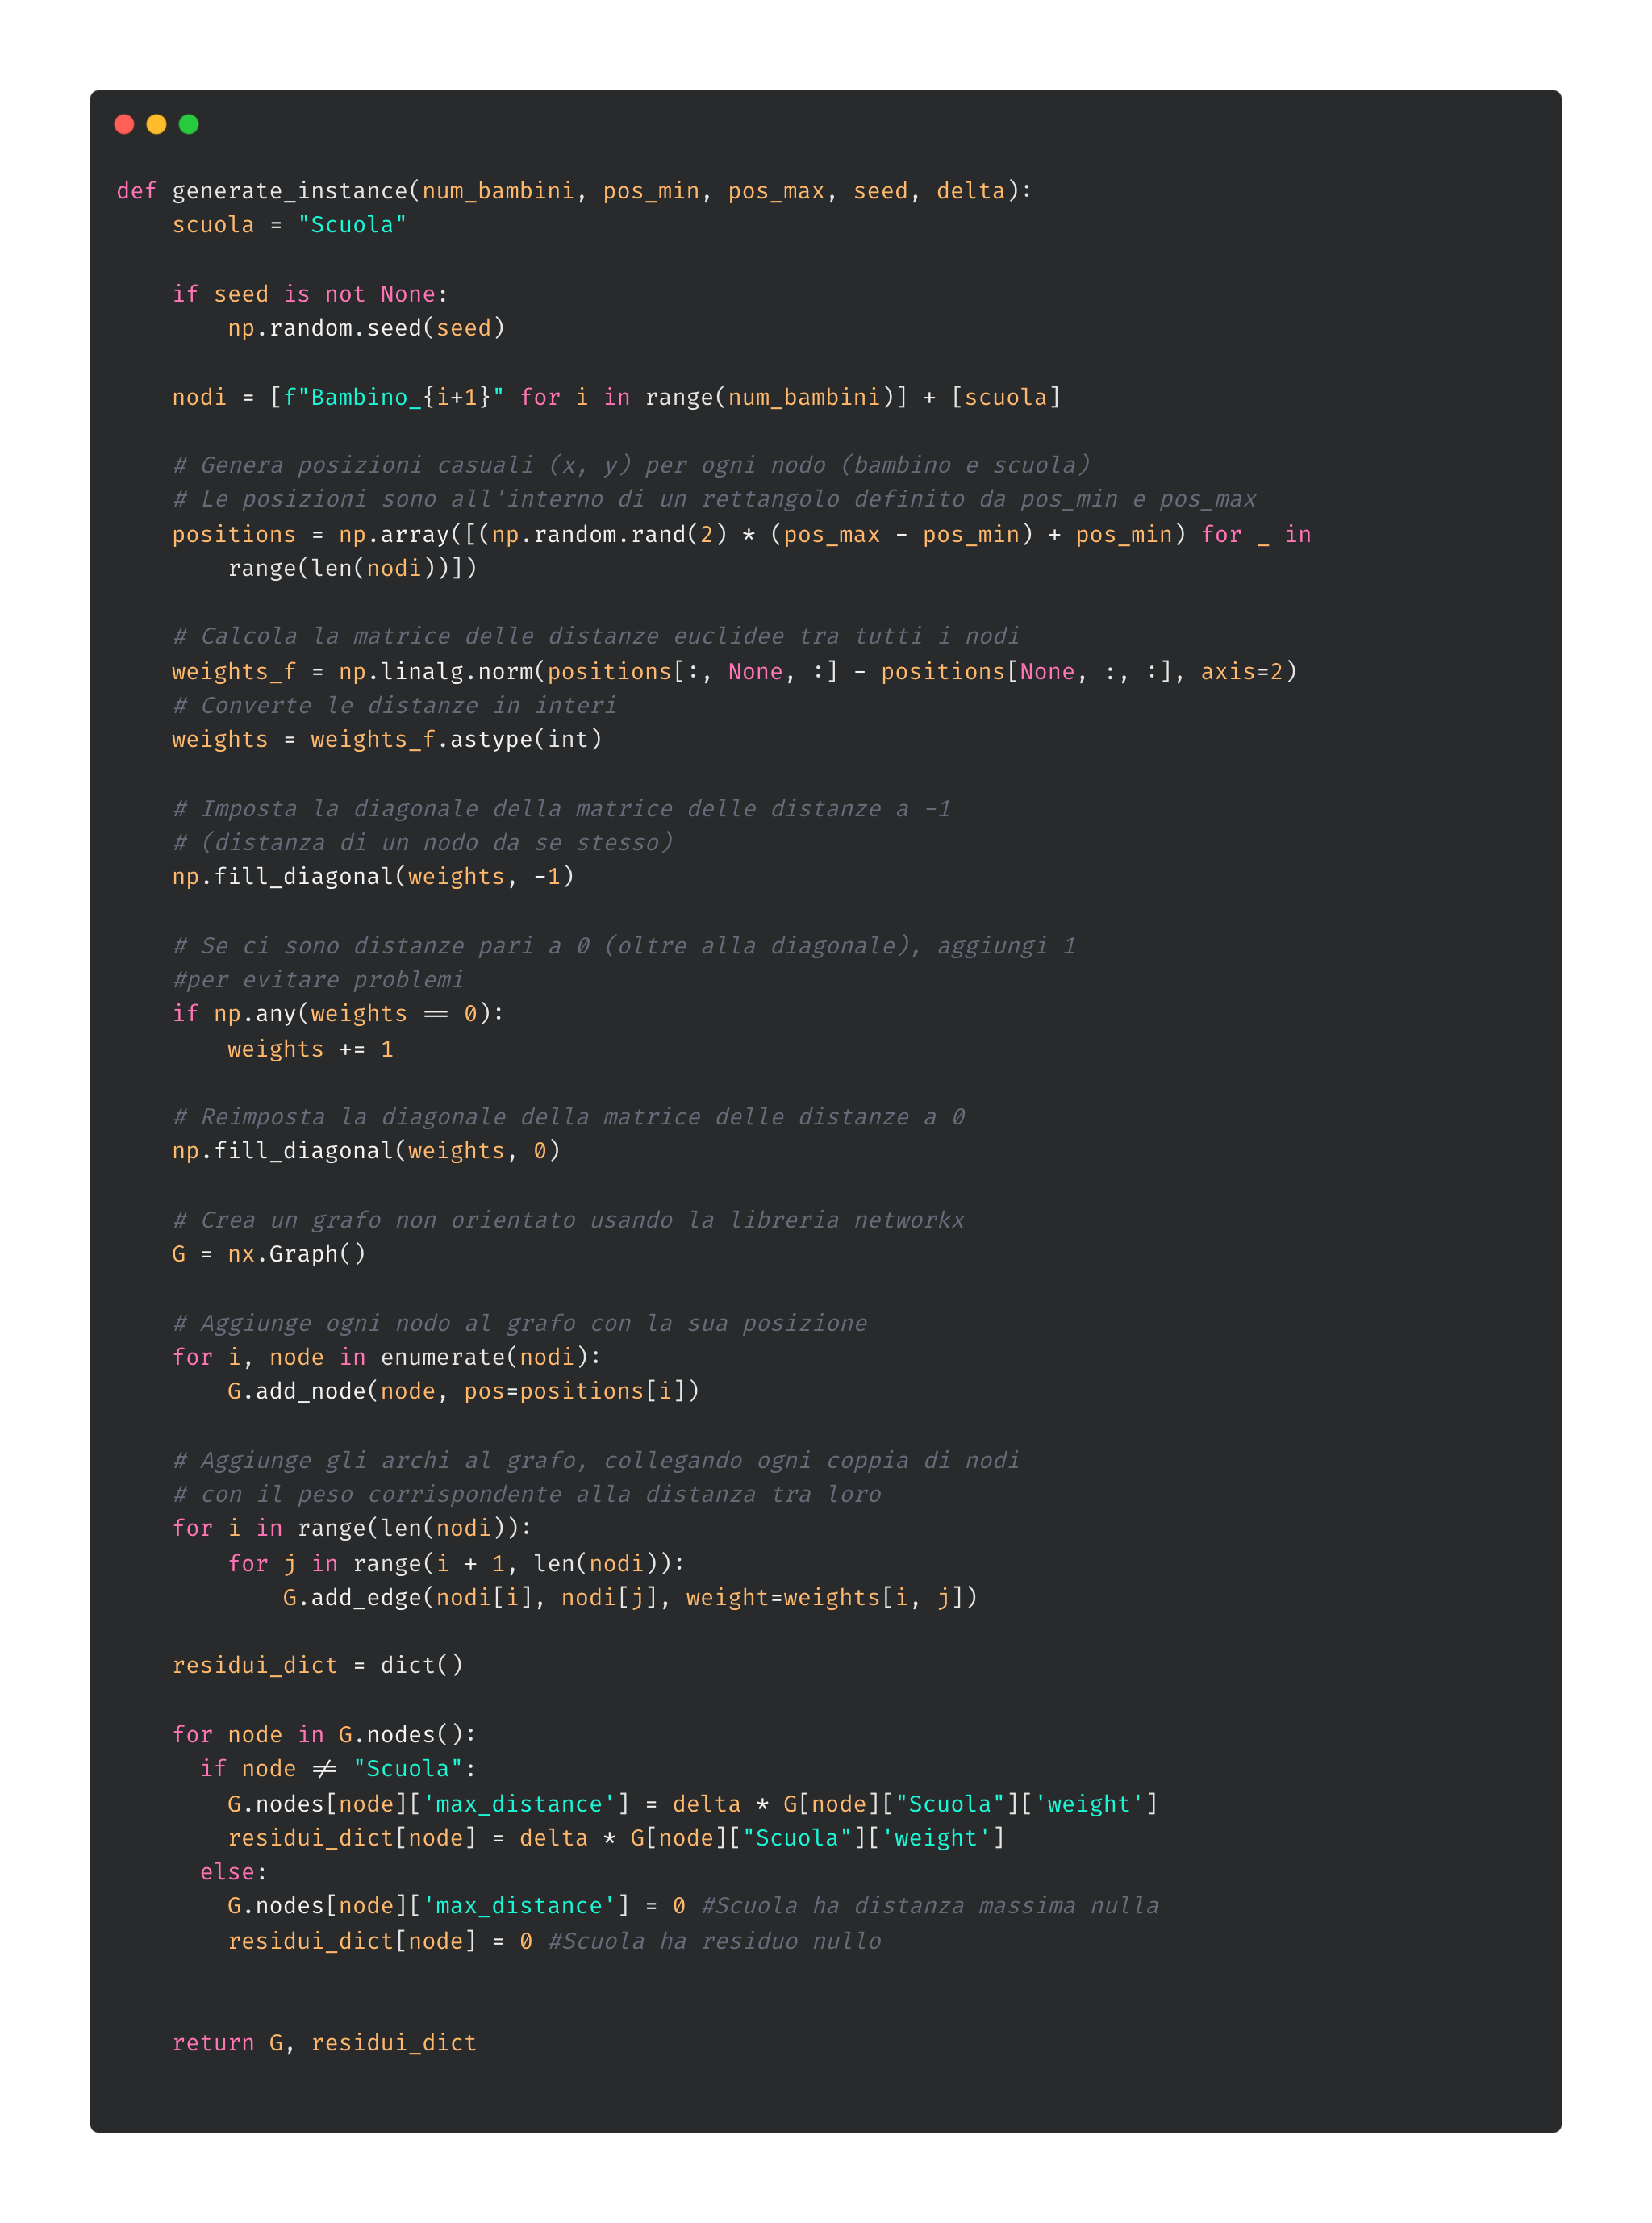 def generate_instance(num_bambini, pos_min, pos_max, seed, delta):
    scuola = "Scuola"

    if seed is not None:
        np.random.seed(seed)

    nodi = [f"Bambino_{i+1}" for i in range(num_bambini)] + [scuola]

    # Genera posizioni casuali (x, y) per ogni nodo (bambino e scuola)
    # Le posizioni sono all'interno di un rettangolo definito da pos_min e pos_max
    positions = np.array([(np.random.rand(2) * (pos_max - pos_min) + pos_min) for _ in
        range(len(nodi))])

    # Calcola la matrice delle distanze euclidee tra tutti i nodi
    weights_f = np.linalg.norm(positions[:, None, :] - positions[None, :, :], axis=2)
    # Converte le distanze in interi
    weights = weights_f.astype(int)

    # Imposta la diagonale della matrice delle distanze a -1
    # (distanza di un nodo da se stesso)
    np.fill_diagonal(weights, -1)

    # Se ci sono distanze pari a 0 (oltre alla diagonale), aggiungi 1
    #per evitare problemi
    if np.any(weights == 0):
        weights += 1

    # Reimposta la diagonale della matrice delle distanze a 0
    np.fill_diagonal(weights, 0)

    # Crea un grafo non orientato usando la libreria networkx
    G = nx.Graph()

    # Aggiunge ogni nodo al grafo con la sua posizione
    for i, node in enumerate(nodi):
        G.add_node(node, pos=positions[i])

    # Aggiunge gli archi al grafo, collegando ogni coppia di nodi
    # con il peso corrispondente alla distanza tra loro
    for i in range(len(nodi)):
        for j in range(i + 1, len(nodi)):
            G.add_edge(nodi[i], nodi[j], weight=weights[i, j])

    residui_dict = dict()

    for node in G.nodes():
      if node != "Scuola":
        G.nodes[node]['max_distance'] = delta * G[node]["Scuola"]['weight']
        residui_dict[node] = delta * G[node]["Scuola"]['weight']
      else:
        G.nodes[node]['max_distance'] = 0 #Scuola ha distanza massima nulla
        residui_dict[node] = 0 #Scuola ha residuo nullo


    return G, residui_dict